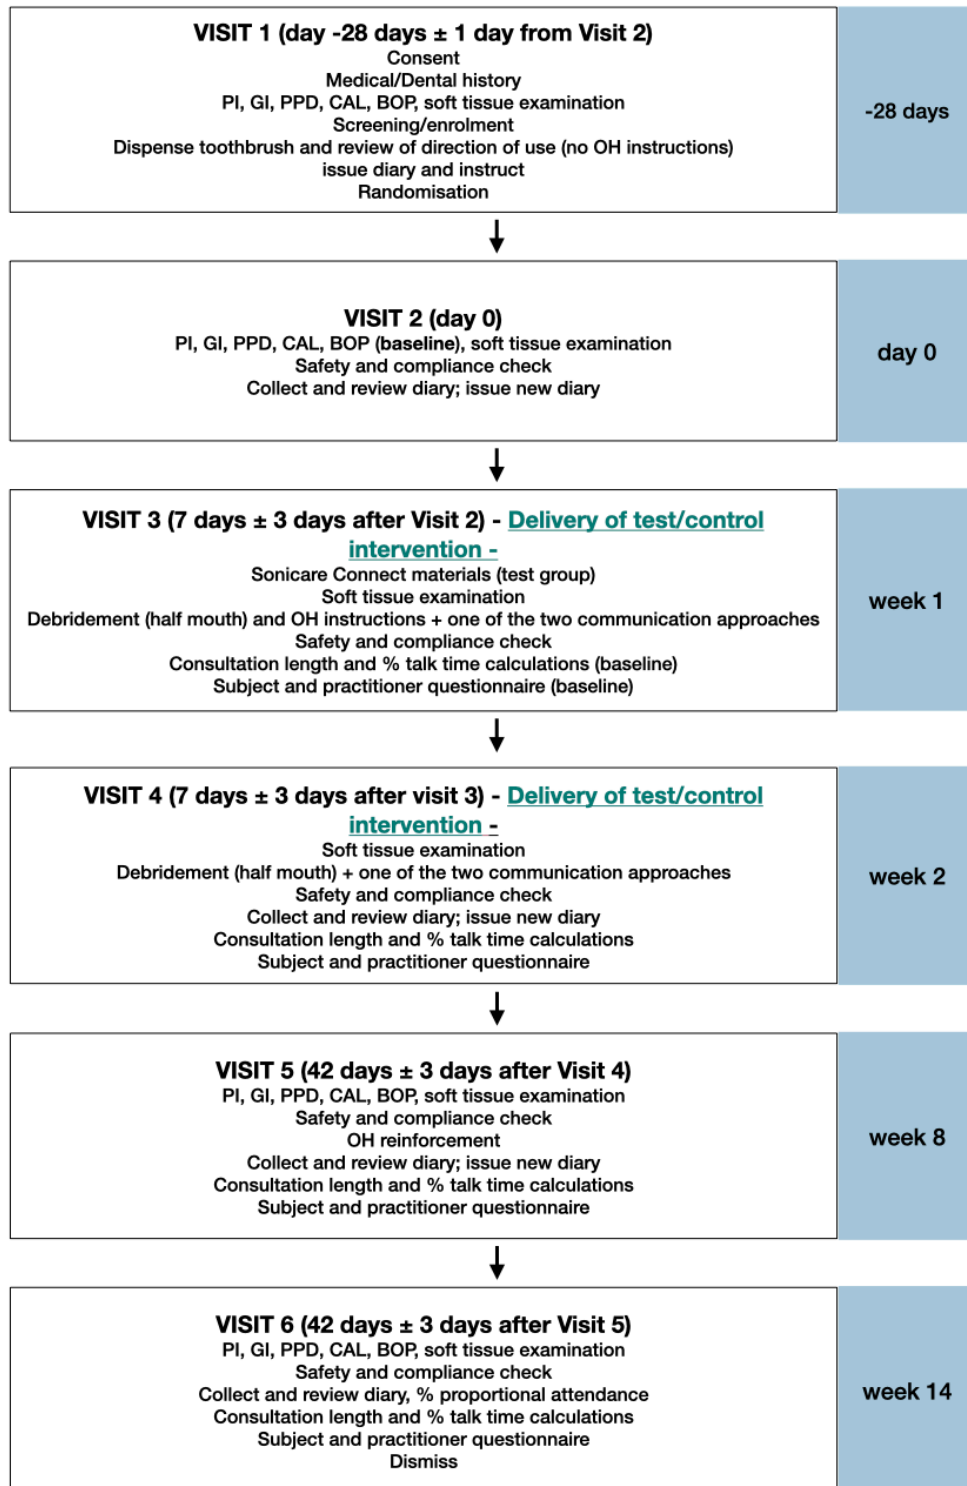 VISIT 1 (day -28 days ± 1 day from Visit 2)
Consent
Medical/Dental history
PI, GI, PPD, CAL, BOP, soft tissue examination
Screening/enrolment
Dispense toothbrush and review of direction of use (no OH instructions)
issue diary and instruct
Randomisation
-28 days
VISIT 2 (day 0)
PI, GI, PPD, CAL, BOP (baseline), soft tissue examination
Safety and compliance check
Collect and review diary; issue new diary
day 0
VISIT 3 (7 days ± 3 days after Visit 2) - Delivery of test/control
intervention -
Sonicare Connect materials (test group)
Soft tissue examination
Debridement (half mouth) and OH instructions + one of the two communication approaches
Safety and compliance check
Consultation length and % talk time calculations (baseline)
Subject and practitioner questionnaire (baseline)
week 1
VISIT 4 (7 days ± 3 days after visit 3) - Delivery of test/control
intervention -
Soft tissue examination
Debridement (half mouth) + one of the two communication approaches
Safety and compliance check
Collect and review diary; issue new diary
Consultation length and % talk time calculations
Subject and practitioner questionnaire
week 2
VISIT 5 (42 days ± 3 days after Visit 4)
PI, GI, PPD, CAL, BOP, soft tissue examination
Safety and compliance check
OH reinforcement
Collect and review diary; issue new diary
Consultation length and % talk time calculations
Subject and practitioner questionnaire
week 8
VISIT 6 (42 days ± 3 days after Visit 5)
PI, GI, PPD, CAL, BOP, soft tissue examination
Safety and compliance check
Collect and review diary, % proportional attendance
Consultation length and % talk time calculations
Subject and practitioner questionnaire
Dismiss
week 14